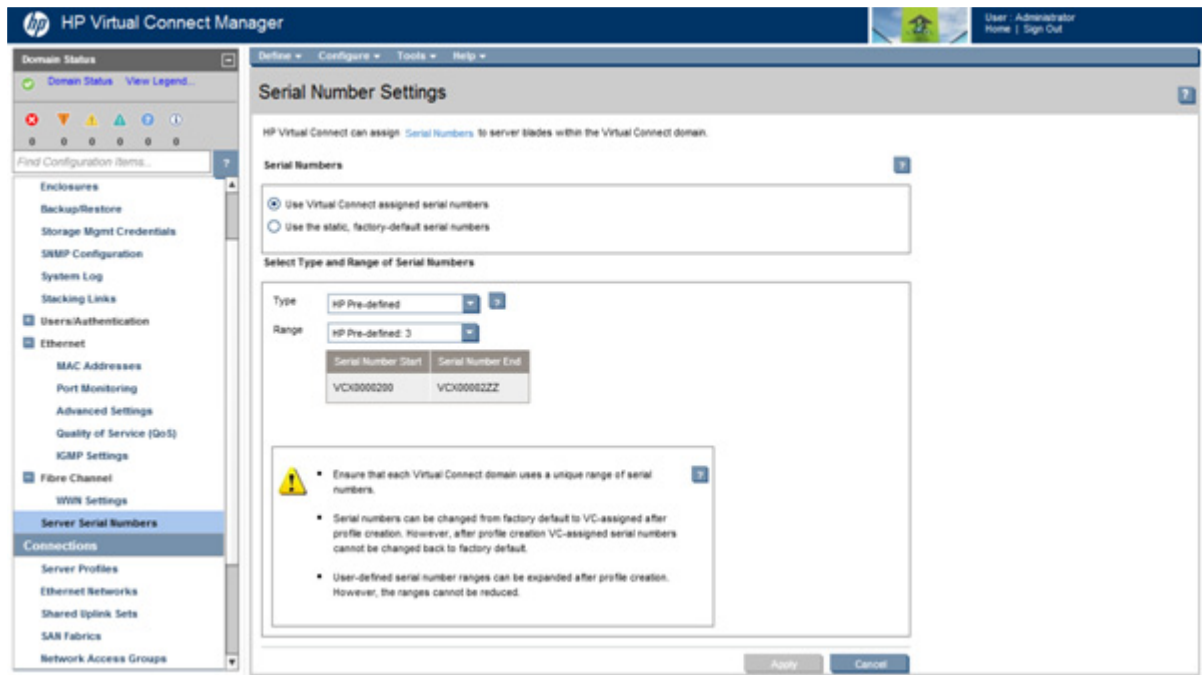 hp HP Virtual Connect Manager
User : Administrator
Home | Sign Out
Domain Status
Domain Status View Legend...
0 0 0 0 0 0
Find Configuration Items... ?
Enclosures
Backup/Restore
Storage Mgmt Credentials
SNMP Configuration
System Log
Stacking Links
Users/Authentication
Ethernet
MAC Addresses
Port Monitoring
Advanced Settings
Quality of Service (QoS)
IGMP Settings
Fibre Channel
WWN Settings
Server Serial Numbers
Connections
Server Profiles
Ethernet Networks
Shared Uplink Sets
SAN Fabrics
Network Access Groups
Define Configure Tools Help
Serial Number Settings ?
HP Virtual Connect can assign Serial Numbers to server blades within the Virtual Connect domain.
Serial Numbers ?
Use Virtual Connect assigned serial numbers
Use the static, factory-default serial numbers
Select Type and Range of Serial Numbers
Type HP Pre-defined ?
Range HP Pre-defined: 3
Serial Number Start Serial Number End
VCX0000200 VCX00002ZZ
Ensure that each Virtual Connect domain uses a unique range of serial ?
numbers.
Serial numbers can be changed from factory default to VC-assigned after
profile creation. However, after profile creation VC-assigned serial numbers
cannot be changed back to factory default.
User-defined serial number ranges can be expanded after profile creation.
However, the ranges cannot be reduced.
Apply Cancel